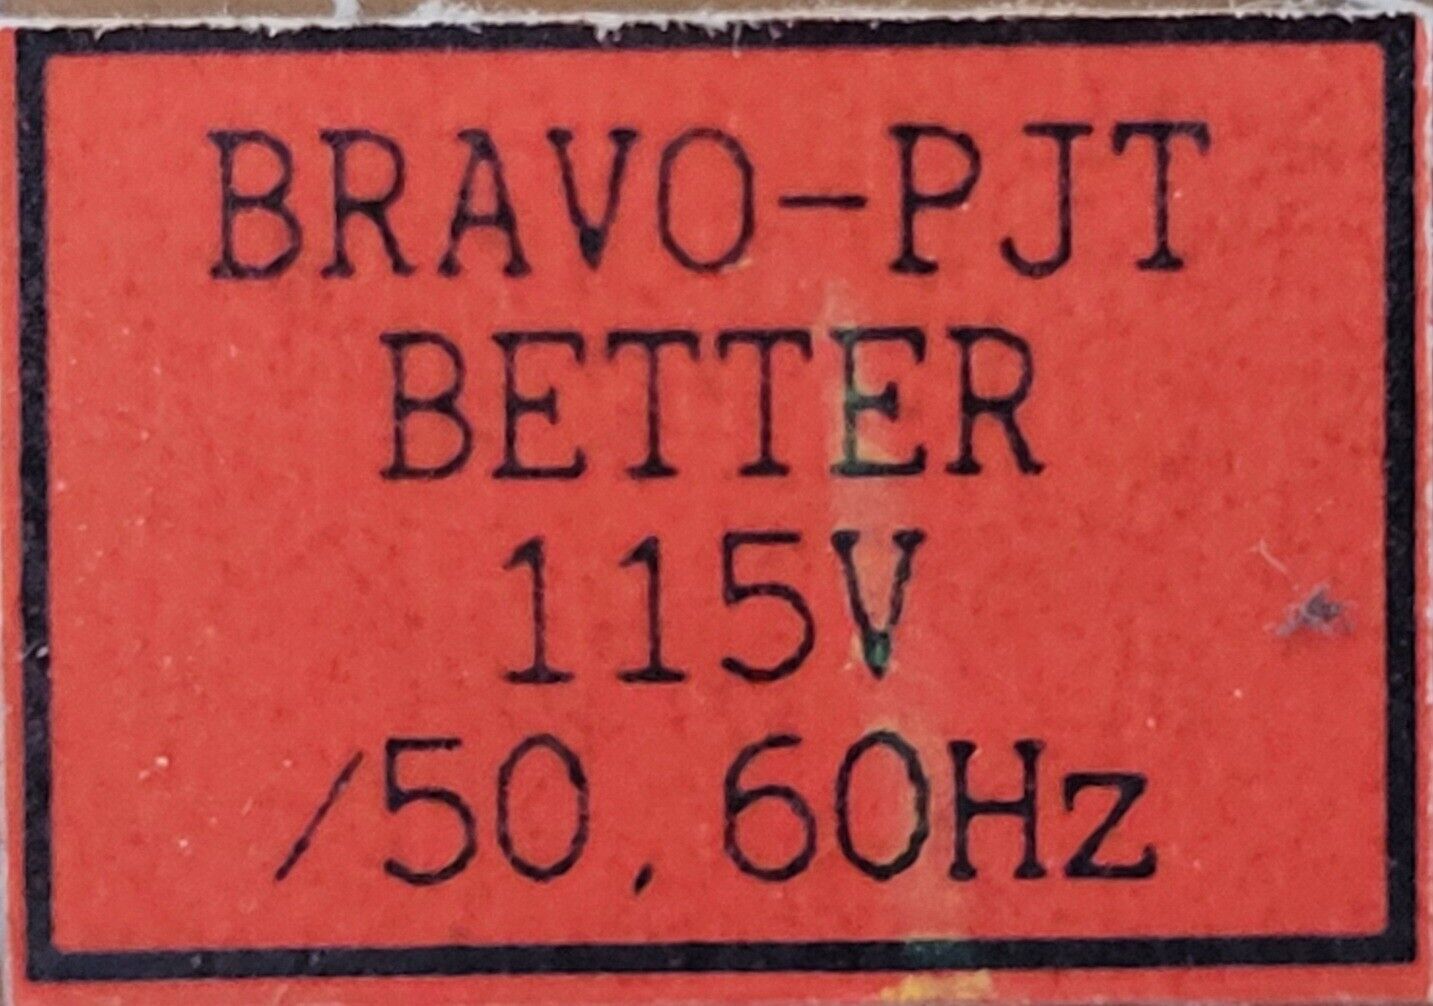 BRAVO-PJT
BETTER
115V
/50,60Hz